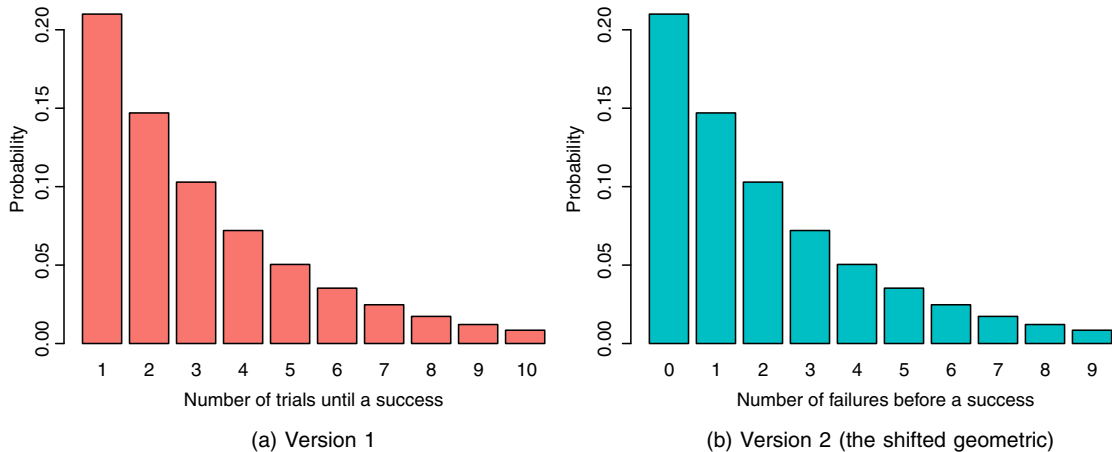 0.20
0.15
0.10
0.05
0.00
Probability
1 2 3 4 5 6 7 8 9 10
Number of trials until a success
(a) Version 1
0.20
0.15
0.10
0.05
0.00
Probability
0 1 2 3 4 5 6 7 8 9
Number of failures before a success
(b) Version 2 (the shifted geometric)